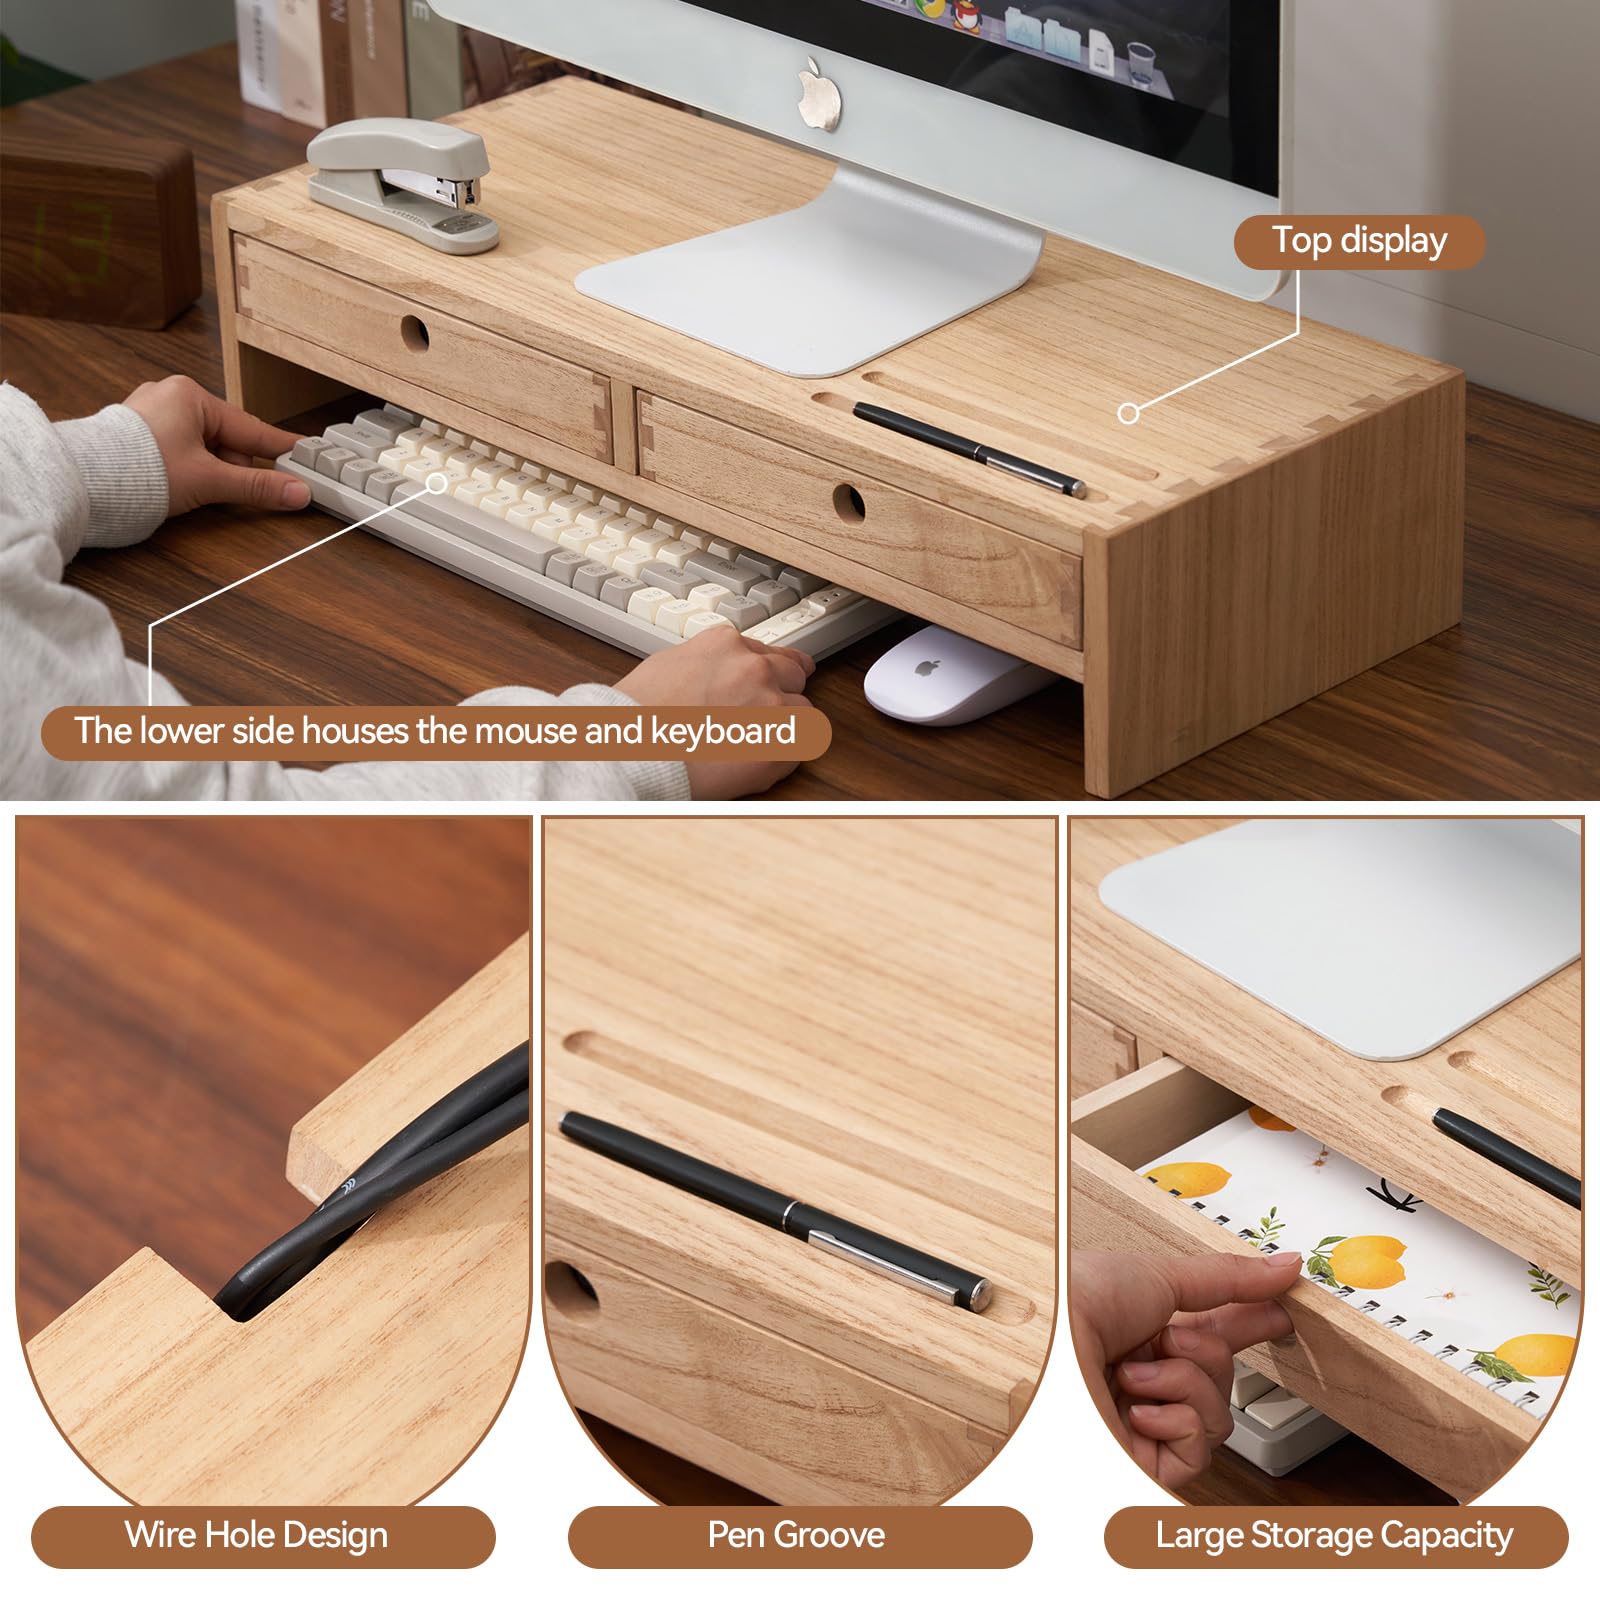 Top display
The lower side houses the mouse and keyboard
Wire Hole Design
Pen Groove
Large Storage Capacity